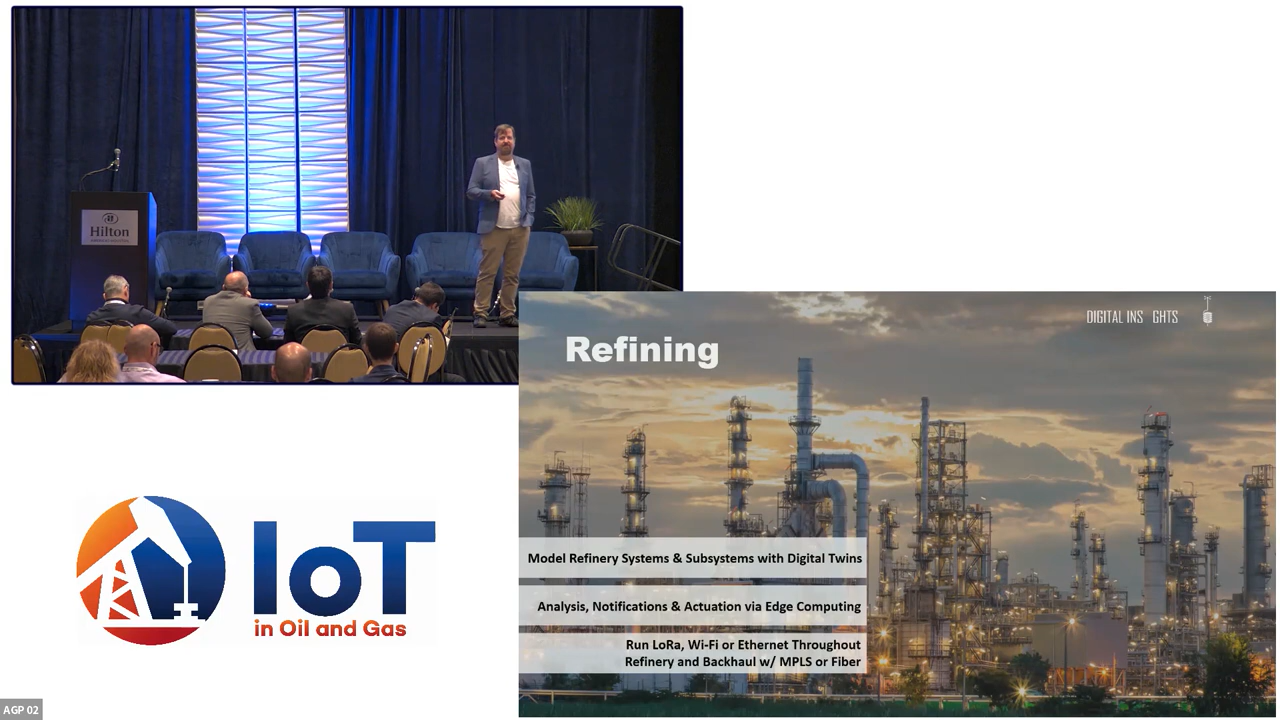 Hilton
DIGITAL INS GHTS
Refining
Model Refinery Systems & Subsystems with Digital Twins
Analysis, Notifications & Actuation via Edge Computing
Run LoRa, Wi-Fi or Ethernet Throughout
Refinery and Backhaul w/ MPLS or Fiber
IoT
in Oil and Gas
AGP 02